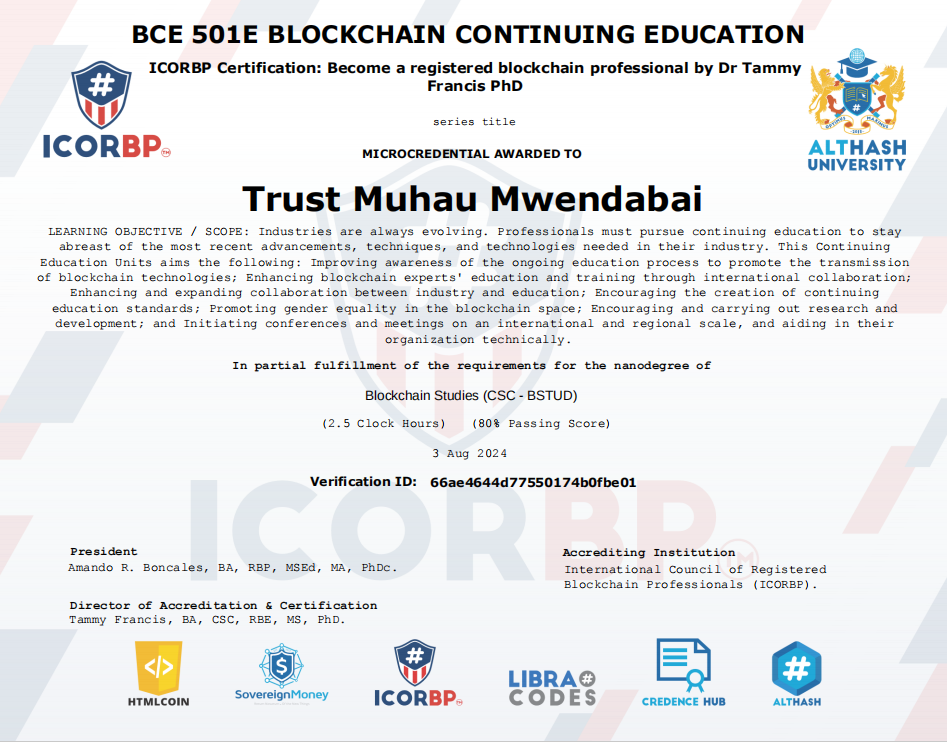 BCE 501E BLOCKCHAIN CONTINUING EDUCATION
ICORBP Certification: Become a registered blockchain professional by Dr Tammy
Francis PhD
ICORBP TM
OPTIMUS MAXIMUS
ALTHASH
UNIVERSITY
series title
MICROCREDENTIAL AWARDED TO
Trust Muhau Mwendabai
LEARNING OBJECTIVE / SCOPE: Industries are always evolving. Professionals must pursue continuing education to stay
abreast of the most recent advancements, techniques, and technologies needed in their industry. This Continuing
Education Units aims the following: Improving awareness of the ongoing education process to promote the transmission
of blockchain technologies; Enhancing blockchain experts' education and training through international collaboration;
Enhancing and expanding collaboration between industry and education; Encouraging the creation of continuing
education standards; Promoting gender equality in the blockchain space; Encouraging and carrying out research and
development; and Initiating conferences and meetings on an international and regional scale, and aiding in their
organization technically.
In partial fulfillment of the requirements for the nanodegree of
Blockchain Studies (CSC - BSTUD)
(2.5 Clock Hours) (80% Passing Score)
3 Aug 2024
Verification ID: 66ae4644d77550174b0fbe01
ICORBP
President
Amando R. Boncales, BA, RBP, MSEd, MA, PhDc.
Accrediting Institution
International Council of Registered
Blockchain Professionals (ICORBP).
Director of Accreditation & Certification
Tammy Francis, BA, CSC, RBE, MS, PhD.
HTMLCOIN
SovereignMoney
ICORBP
LIBRA
CODES
CREDENCE HUB
ALTHASH